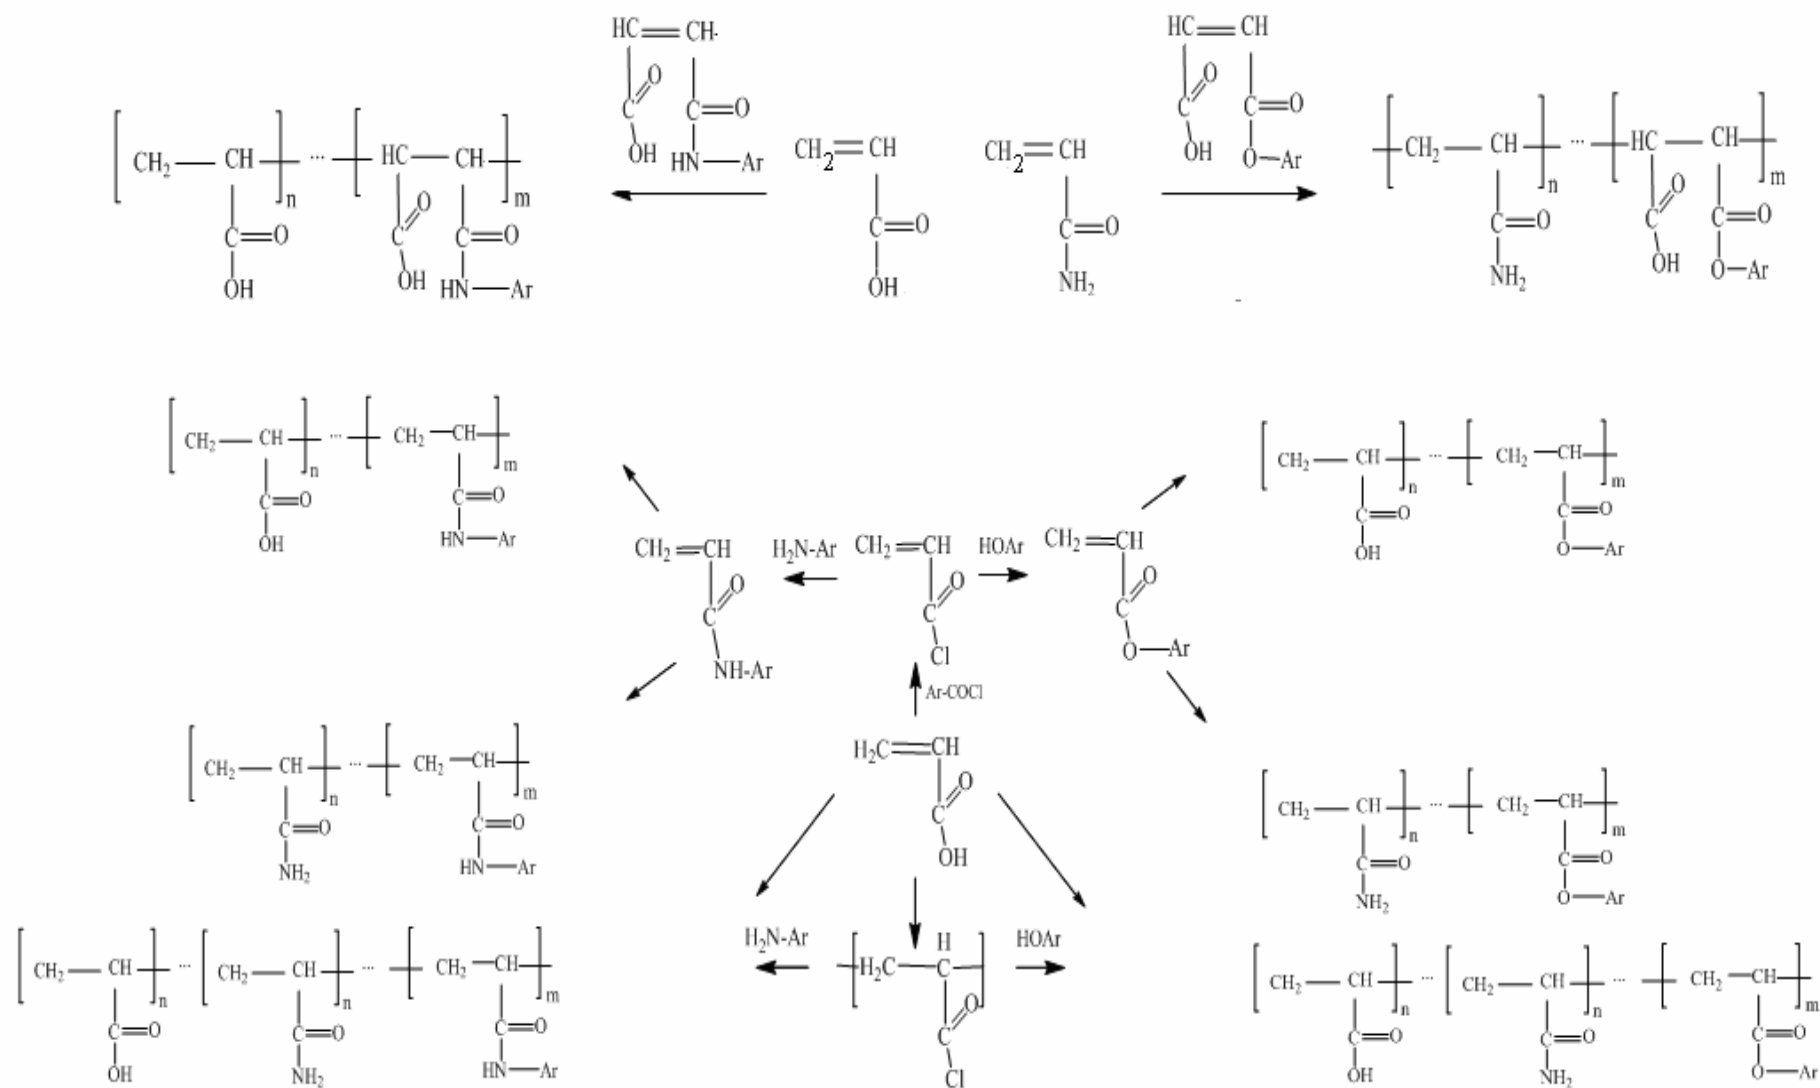 HC=CH-
C=O
OH
C=O
HN-Ar
HC=CH
C=O
OH
C=O
O-Ar
[CH2-CH]n ... [HC-CH]m
C=O
OH
C=O
OH
C=O
HN-Ar
CH2=CH
C=O
OH
CH2=CH
C=O
NH2
[CH2-CH]n ... [HC-CH]m
C=O
NH2
C=O
OH
C=O
O-Ar
[CH2-CH]n ... [CH2-CH]m
C=O
OH
C=O
HN-Ar
CH2=CH
C=O
NH-Ar
H2N-Ar
CH2=CH
C=O
Cl
HOAr
CH2=CH
C=O
O-Ar
[CH2-CH]n ... [CH2-CH]m
C=O
OH
C=O
O-Ar
Ar-COCl
H2C=CH
C=O
OH
[CH2-CH]n ... [CH2-CH]m
C=O
NH2
C=O
HN-Ar
[CH2-CH]n ... [CH2-CH]m
C=O
NH2
C=O
O-Ar
[CH2-CH]n ... [CH2-CH]n ... [CH2-CH]m
C=O
OH
C=O
NH2
C=O
HN-Ar
H2N-Ar
H
[H2C-C]
C=O
Cl
HOAr
[CH2-CH]n ... [CH2-CH]n ... [CH2-CH]m
C=O
OH
C=O
NH2
C=O
O-Ar